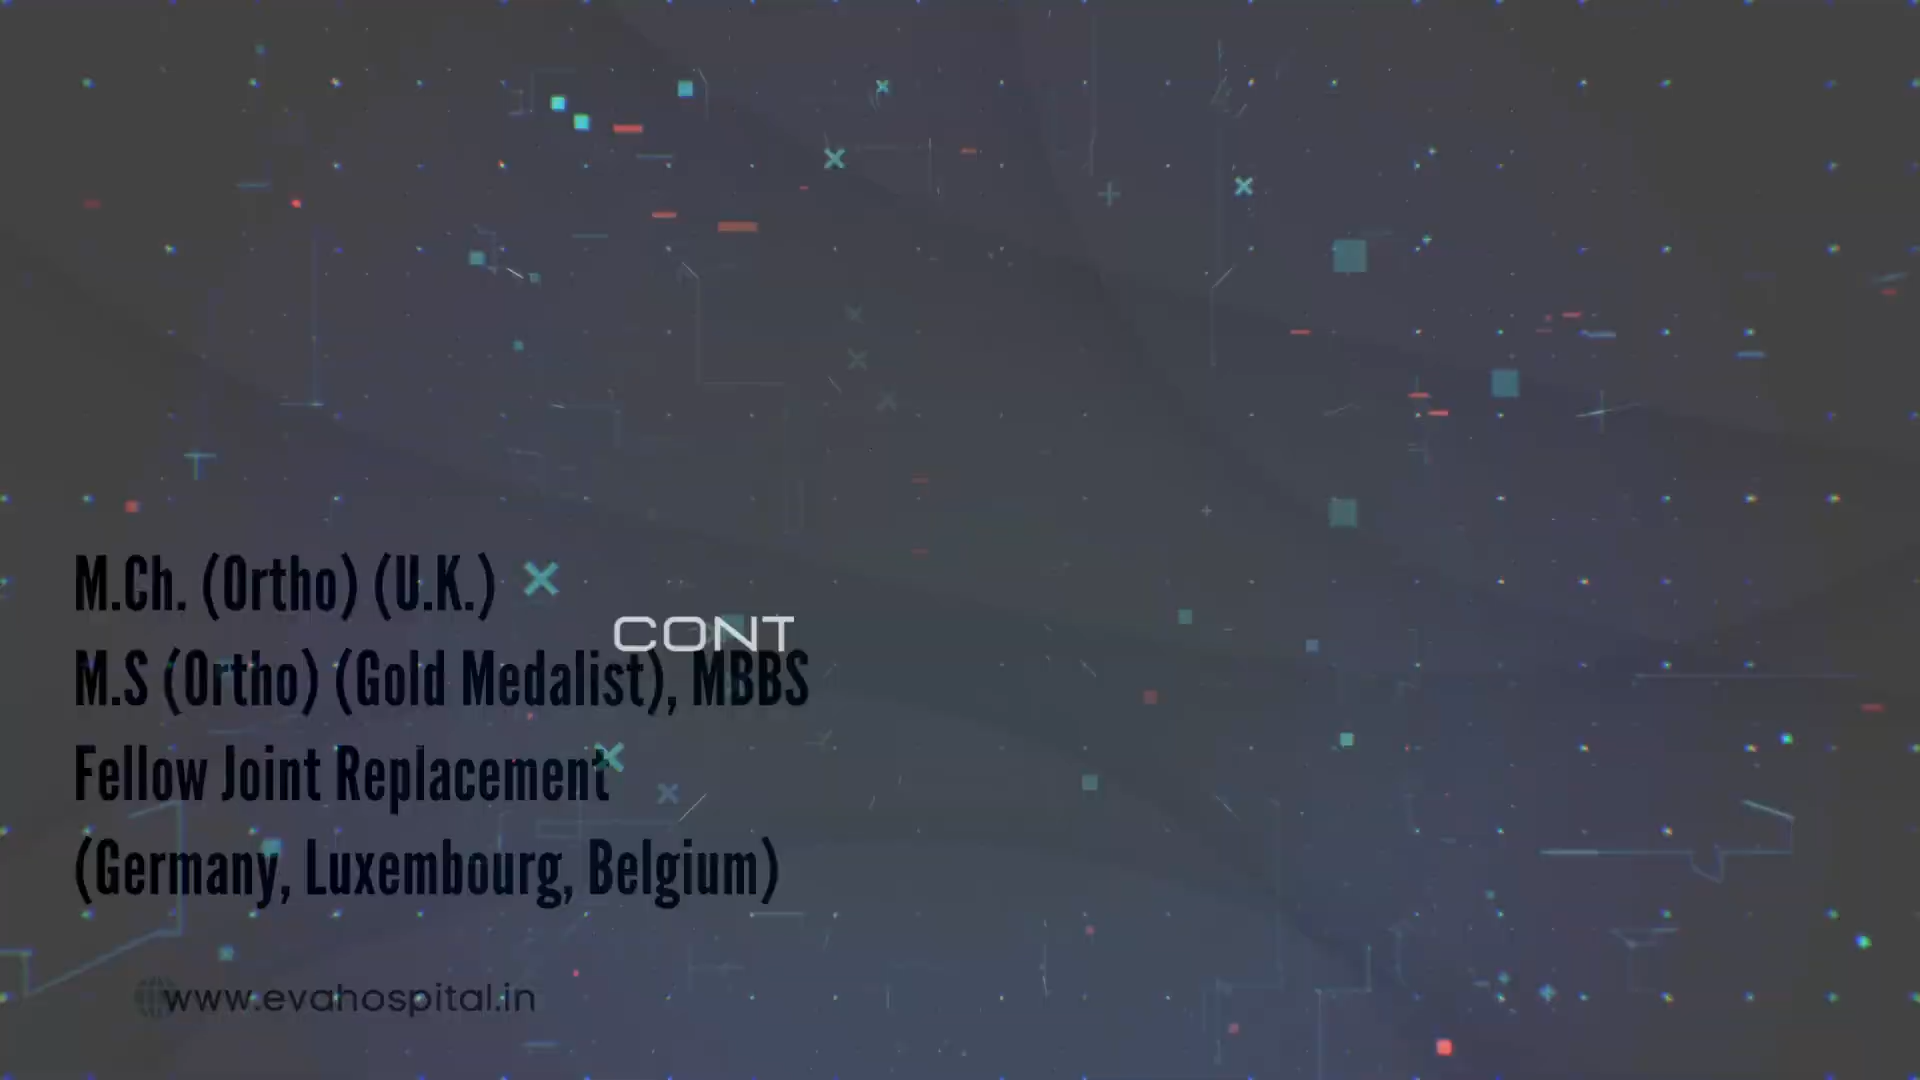 M.Ch. (Ortho) (U.K.)
CONT
M.S (Ortho) (Gold Medalist), MBBS
Fellow Joint Replacement
(Germany, Luxembourg, Belgium)
www.evahospital.in